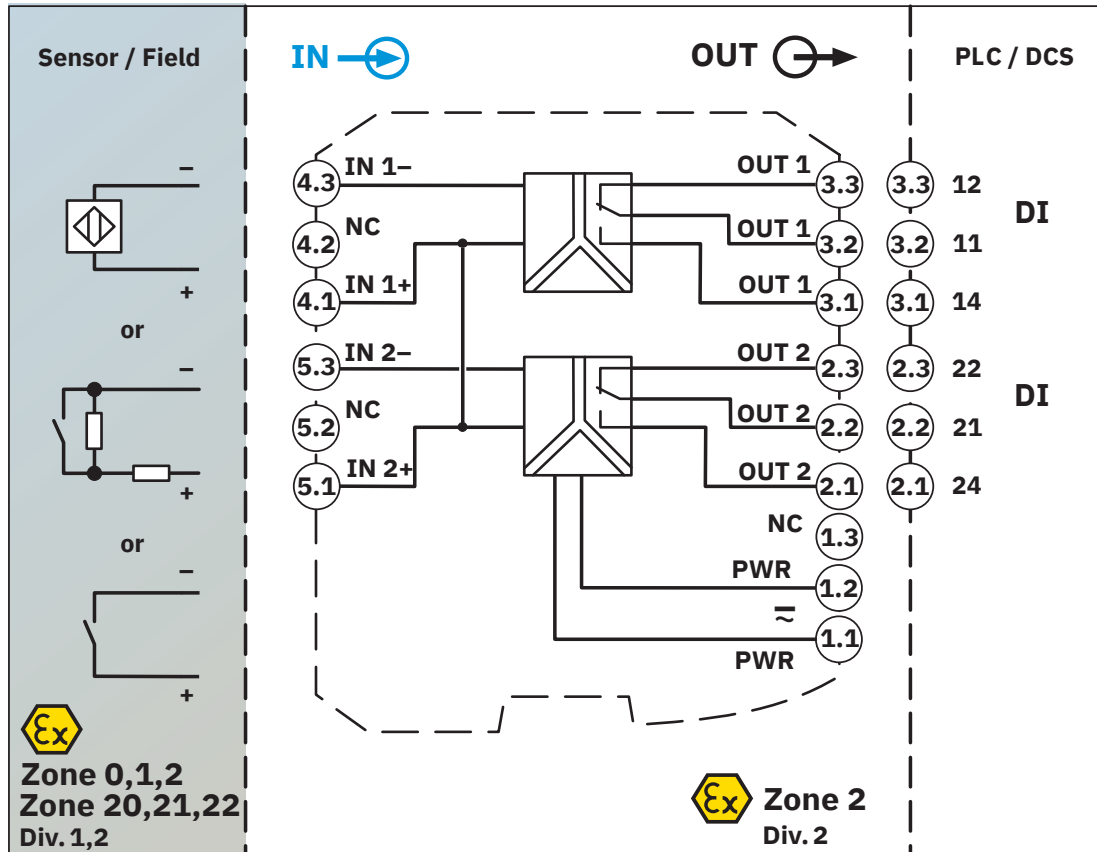 Sensor / Field
IN
OUT
PLC / DCS
–
+
or
–
+
or
–
+
4.3 IN 1–
4.2 NC
4.1 IN 1+
5.3 IN 2–
5.2 NC
5.1 IN 2+
OUT 1 3.3
OUT 1 3.2
OUT 1 3.1
OUT 2 2.3
OUT 2 2.2
OUT 2 2.1
NC 1.3
PWR 1.2
1.1
PWR
3.3 12
DI
3.2 11
3.1 14
2.3 22
DI
2.2 21
2.1 24
Ex
Zone 0,1,2
Zone 20,21,22
Div. 1,2
Ex Zone 2
Div. 2